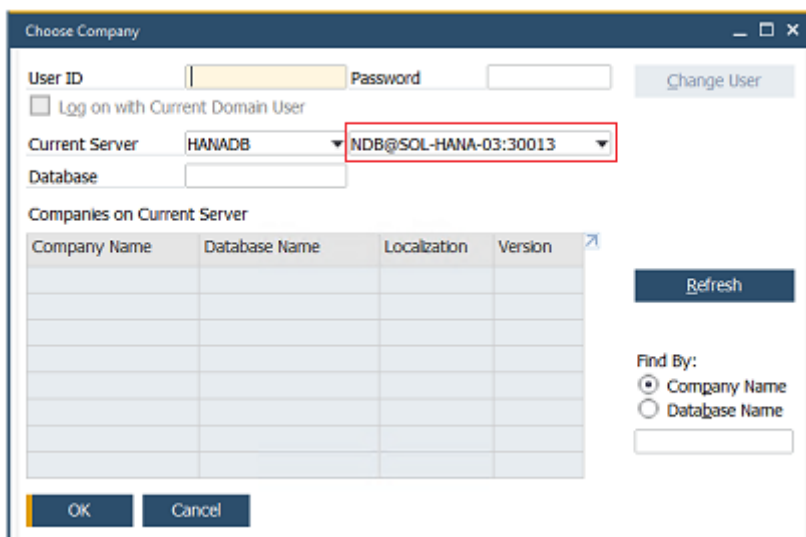 Choose Company
User ID Password Change User
Log on with Current Domain User
Current Server HANADB NDB@SOL-HANA-03:30013
Database
Companies on Current Server
Company Name Database Name Localization Version
Refresh
Find By:
Company Name
Database Name
OK Cancel